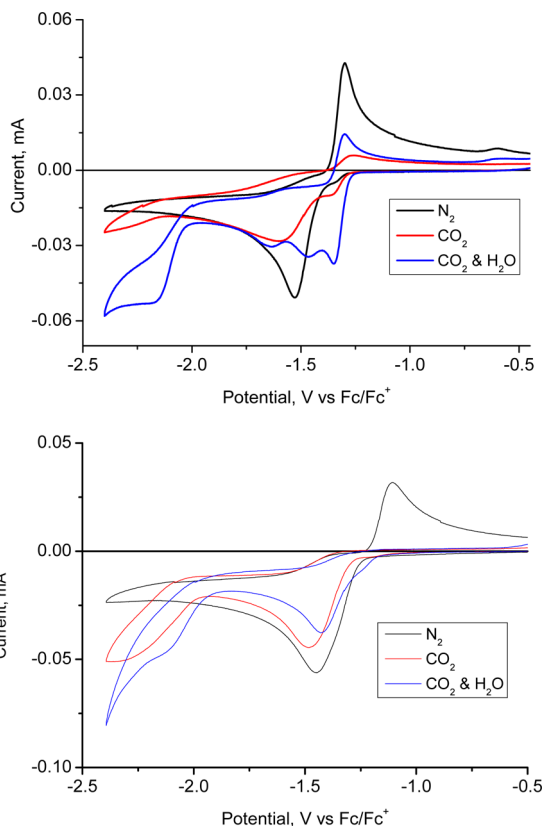 0.06
0.03
0.00
-0.03
-0.06
Current, mA
N2
CO2
CO2 & H2O
-2.5 -2.0 -1.5 -1.0 -0.5
Potential, V vs Fc/Fc+
0.05
0.00
-0.05
-0.10
Current, mA
N2
CO2
CO2 & H2O
-2.5 -2.0 -1.5 -1.0 -0.5
Potential, V vs Fc/Fc+